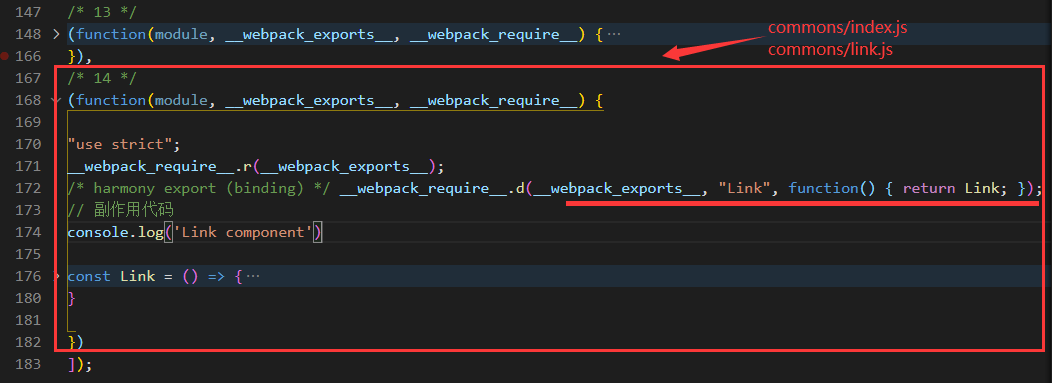 147 /* 13 */
148 (function(module, __webpack_exports__, __webpack_require__) {···
commons/index.js
commons/link.js
166 }),
167 /* 14 */
168 (function(module, __webpack_exports__, __webpack_require__) {
169
170 "use strict";
171 __webpack_require__.r(__webpack_exports__);
172 /* harmony export (binding) */ __webpack_require__.d(__webpack_exports__, "Link", function() { return Link; });
173 // 副作用代码
174 console.log('Link component')
175
176 const Link = () => {···
180 }
181
182 })
183 ]);